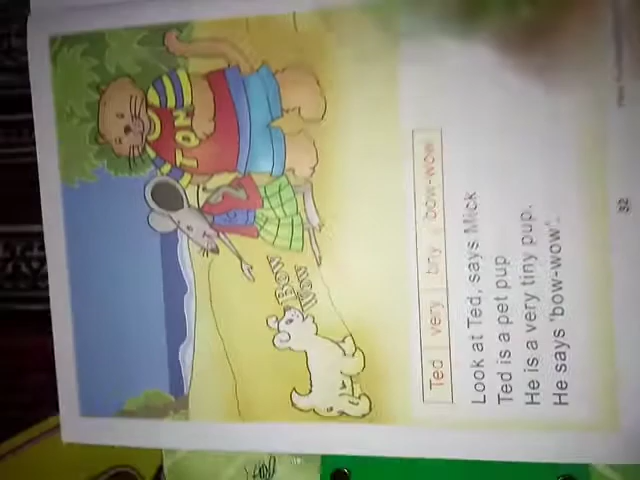 TOM
Bow
Wow
Ted very tiny bow-wow
Look at Ted, says Mick
Ted is a pet pup
He is a very tiny pup.
He says 'bow-wow'.
32